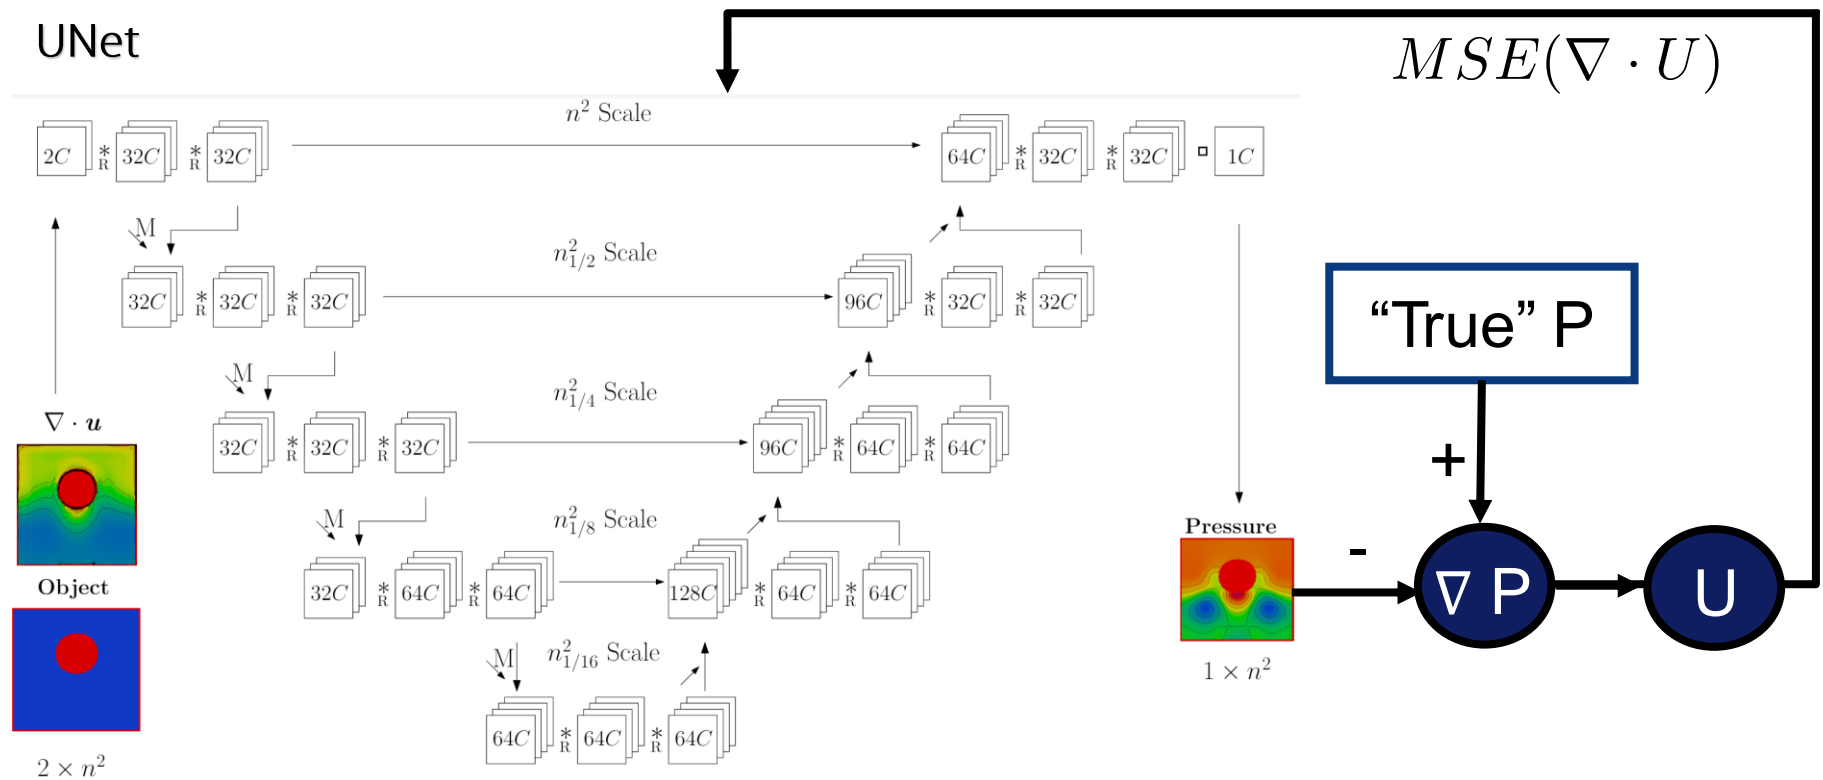 UNet
MSE(∇ · U)
n² Scale
2C * R 32C * R 32C
64C * R 32C * R 32C 1C
M
n²₁/₂ Scale
32C * R 32C * R 32C
96C * R 32C * R 32C
M
n²₁/₄ Scale
32C * R 32C * R 32C
96C * R 64C * R 64C
M
n²₁/₈ Scale
32C * R 64C * R 64C
128C * R 64C * R 64C
M
n²₁/₁₆ Scale
64C * R 64C * R 64C
∇ · u
Object
2 × n²
Pressure
1 × n²
“True” P
+
-
∇ P
U